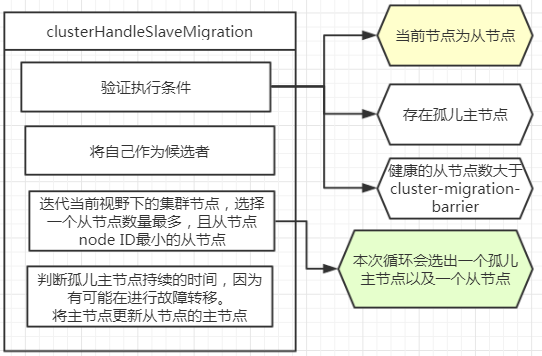 clusterHandleSlaveMigration
验证执行条件
将自己作为候选者
迭代当前视野下的集群节点，选择
一个从节点数量最多，且从节点
node ID最小的从节点
判断孤儿主节点持续的时间，因为
有可能在进行故障转移。
将主节点更新从节点的主节点
当前节点为从节点
存在孤儿主节点
健康的从节点数大于
cluster-migration-
barrier
本次循环会选出一个孤儿
主节点以及一个从节点